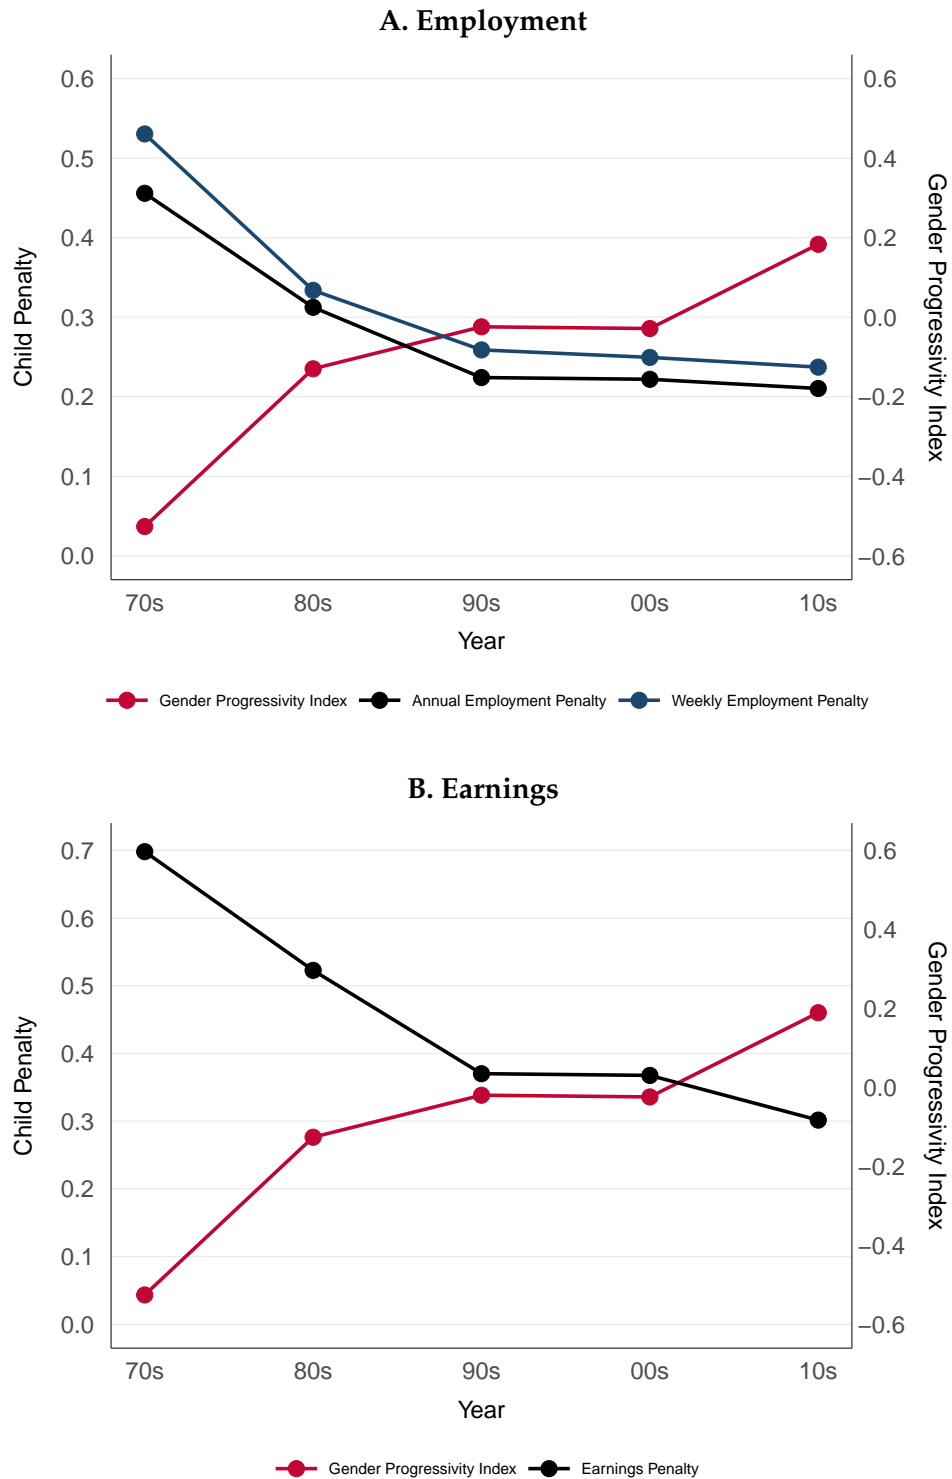 A. Employment
0.6
0.5
0.4
0.3
0.2
0.1
0.0
Child Penalty
0.6
0.4
0.2
0.0
−0.2
−0.4
−0.6
Gender Progressivity Index
70s 80s 90s 00s 10s
Year
Gender Progressivity Index Annual Employment Penalty Weekly Employment Penalty
B. Earnings
0.7
0.6
0.5
0.4
0.3
0.2
0.1
0.0
Child Penalty
0.6
0.4
0.2
0.0
−0.2
−0.4
−0.6
Gender Progressivity Index
70s 80s 90s 00s 10s
Year
Gender Progressivity Index Earnings Penalty